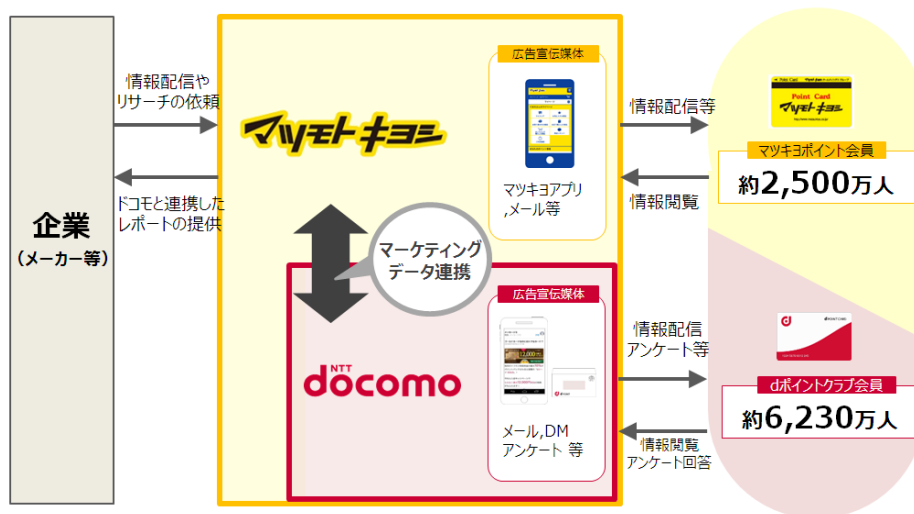 企業
(メーカー等)
情報配信や
リサーチの依頼
ドコモと連携した
レポートの提供
マツモトキヨシ
広告宣伝媒体
マツキヨアプリ
,メール等
マーケティング
データ連携
NTT
döcomo
広告宣伝媒体
12,000
メール,DM
アンケート 等
情報配信等
情報閲覧
情報配信
アンケート等
情報閲覧
アンケート回答
Point Card
Point Card
マツモトキヨシ
マツキヨポイント会員
約2,500万人
d
dポイントクラブ会員
約6,230万人